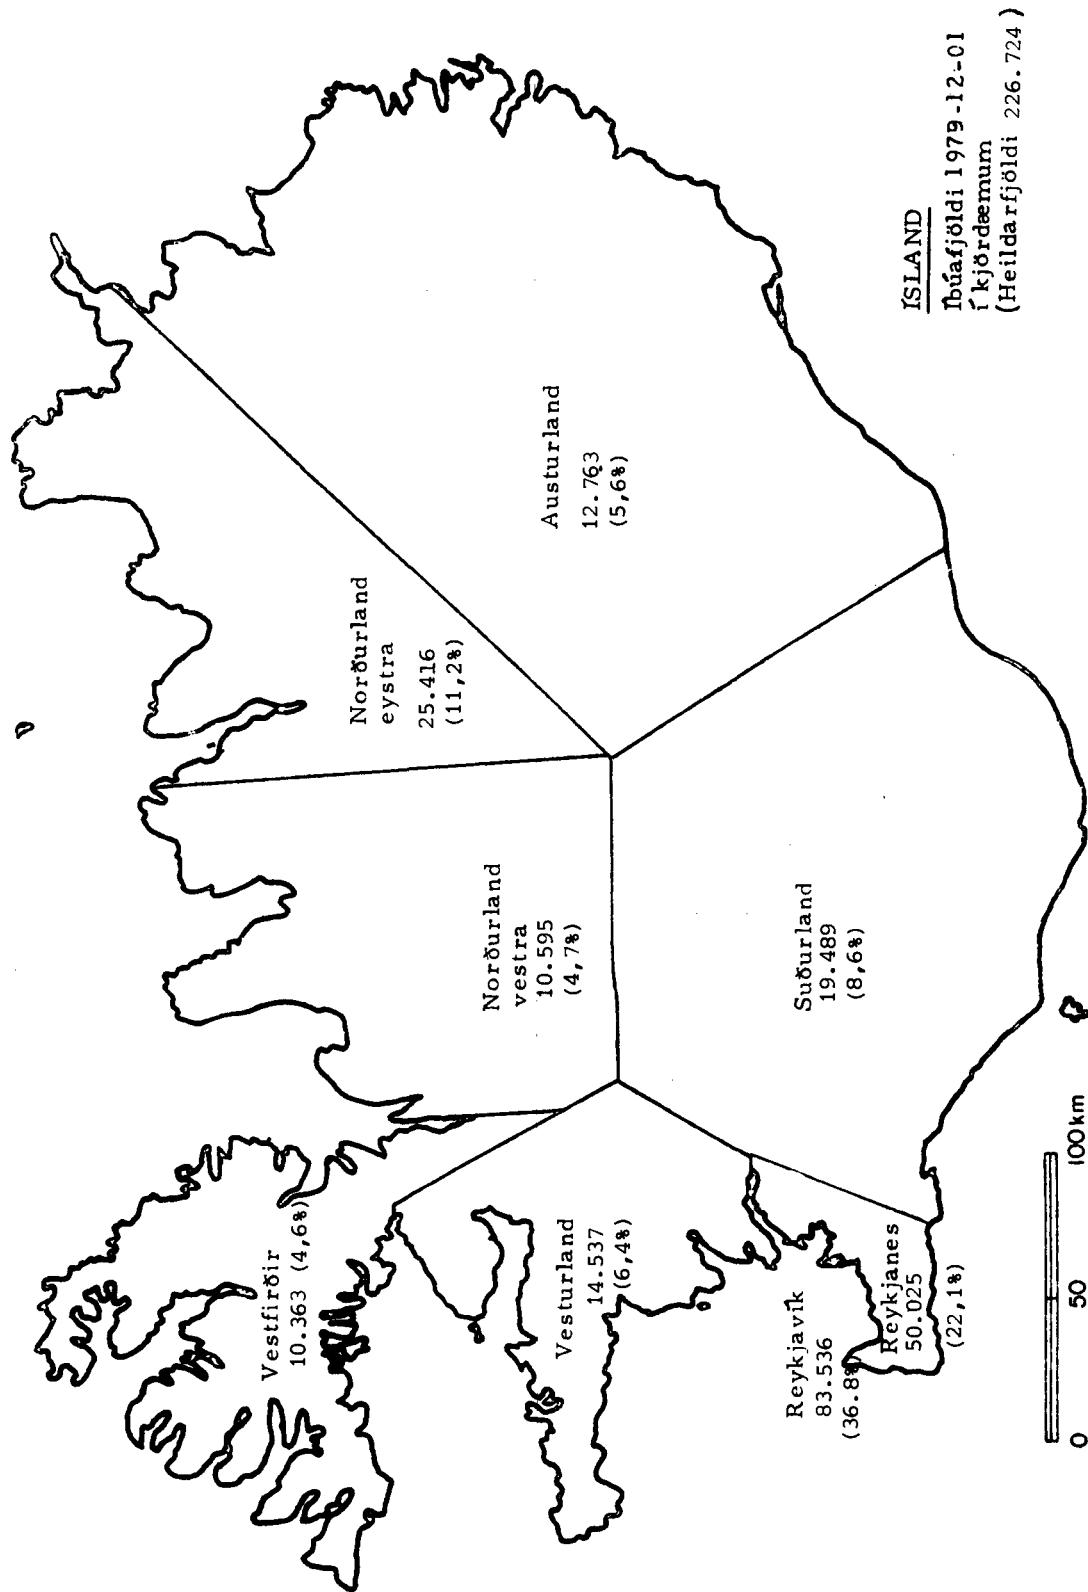 Vestfirðir
10.363 (4,6%)
Norðurland
eystra
25.416
(11,2%)
Norðurland
vestra
10.595
(4,7%)
Austurland
12.763
(5,6%)
Vesturland
14.537
(6,4%)
Suðurland
19.489
(8,6%)
Reykjavík
83.536
(36.8%)
Reykjanes
50.025
(22,1%)
ÍSLAND
Íbúafjöldi 1979-12-01
í kjördæmum
(Heildarfjöldi 226.724)
0 50 100km